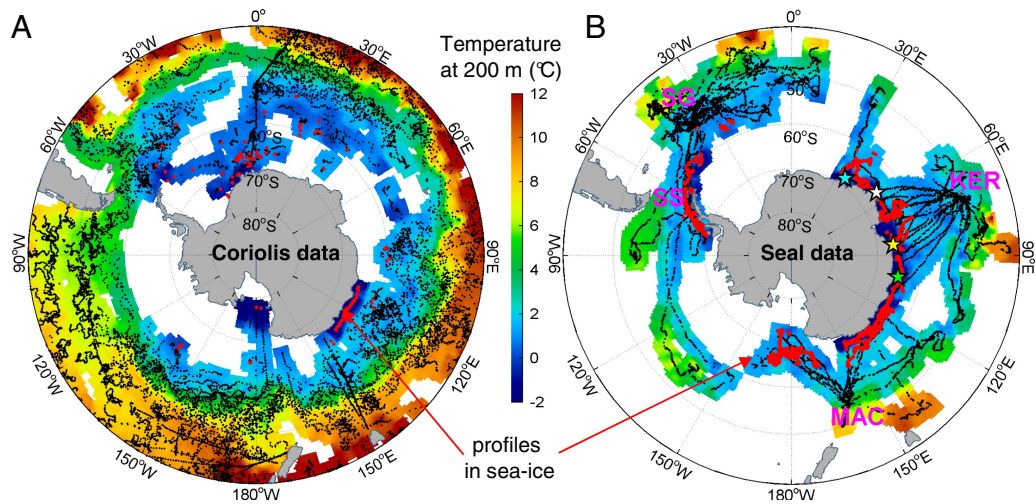 A
B
0°
30°E
60°E
90°E
120°E
150°E
180°W
150°W
120°W
90°W
60°W
30°W
60°S
70°S
80°S
Coriolis data
Temperature
at 200 m (°C)
12
10
8
6
4
2
0
-2
profiles
in sea-ice
0°
30°E
60°E
90°E
120°E
150°E
180°W
150°W
120°W
90°W
60°W
30°W
50°S
60°S
70°S
80°S
Seal data
SG
SS
KER
MAC